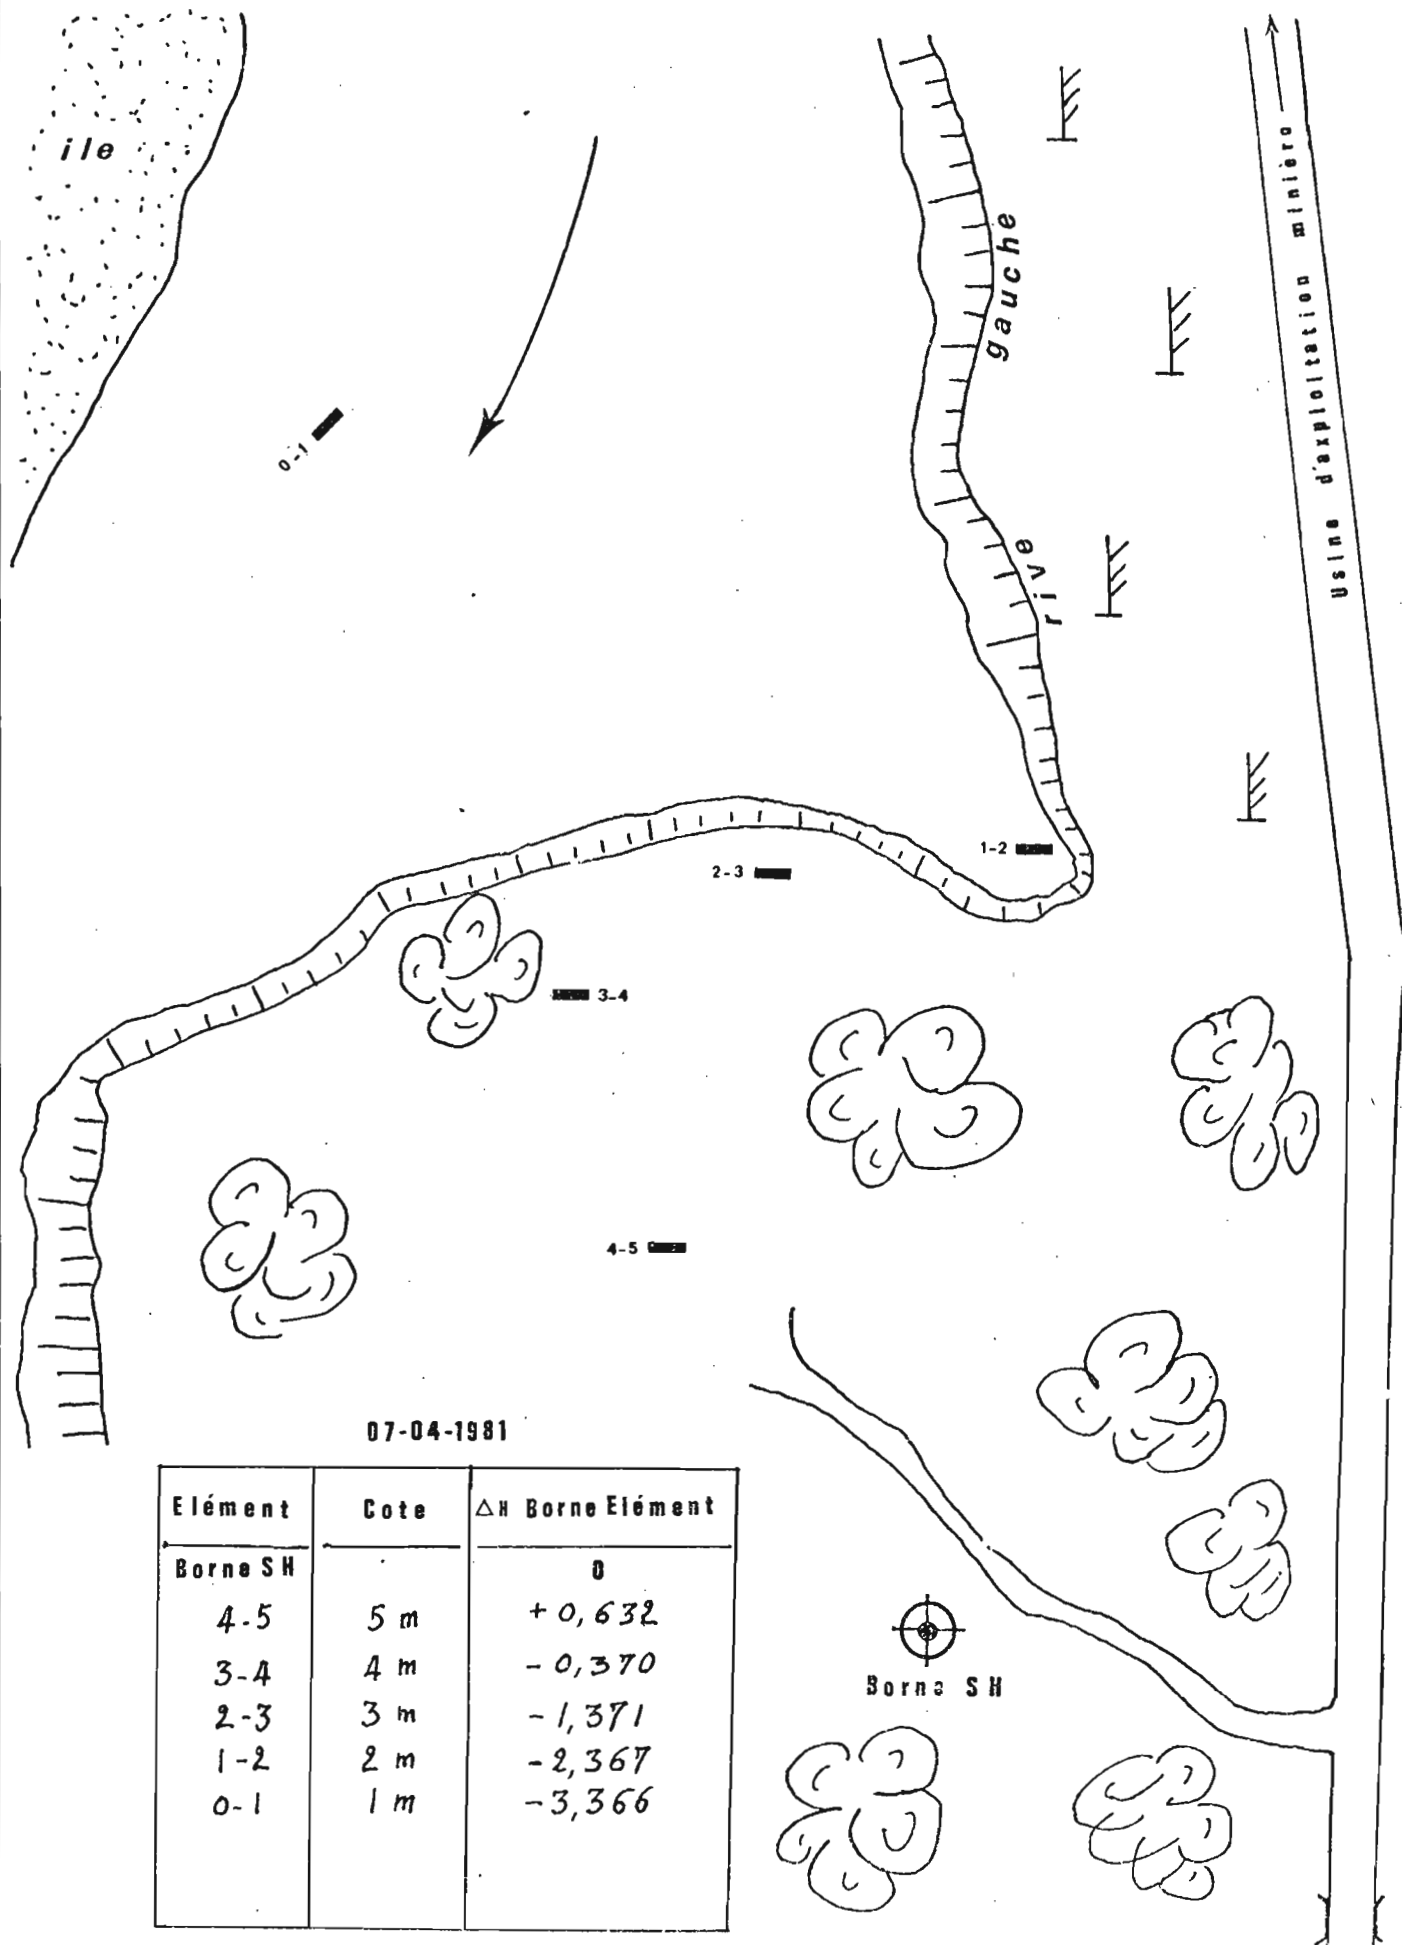 ile
gauche
rive
Usine d'axploitation minièro
0-1
1-2
2-3
3-4
4-5
07-04-1981
Elément Cote △H Borne Elément
Borne SH 0
4-5 5 m + 0,632
3-4 4 m - 0,370
2-3 3 m - 1,371
1-2 2 m - 2,367
0-1 1 m - 3,366
Borne SH